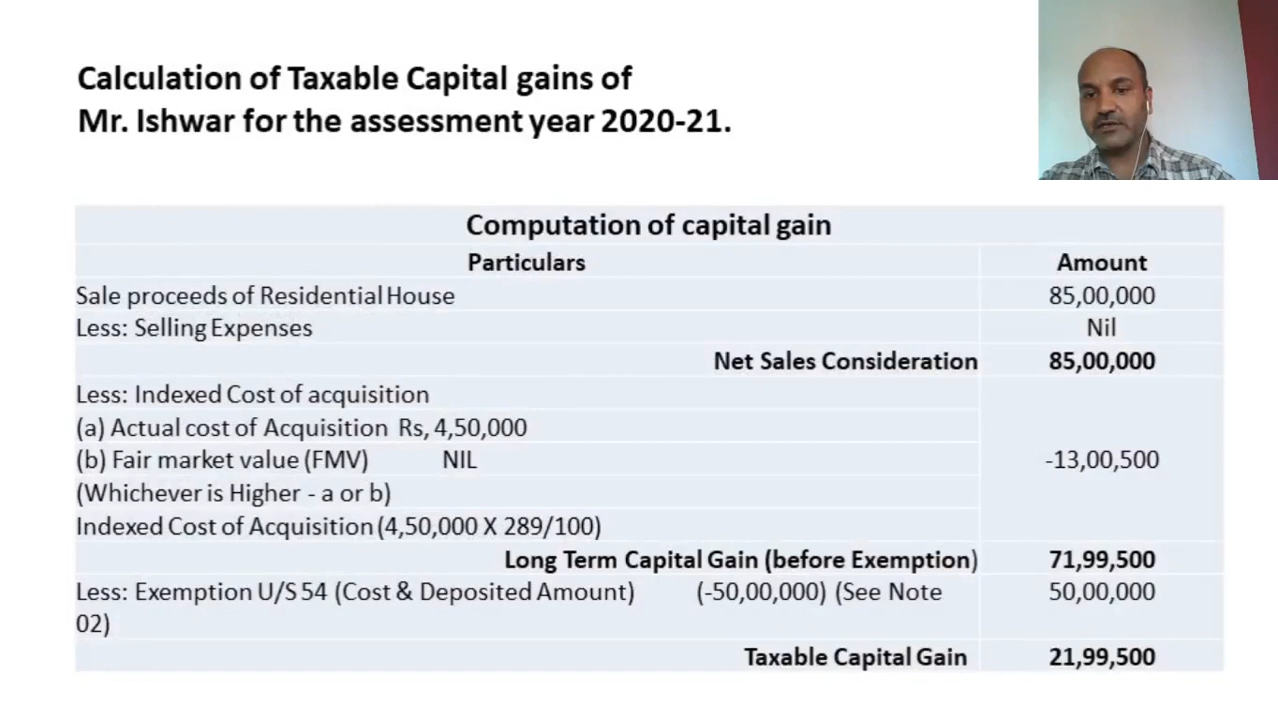 Calculation of Taxable Capital gains of
Mr. Ishwar for the assessment year 2020-21.
Computation of capital gain
Particulars Amount
Sale proceeds of Residential House 85,00,000
Less: Selling Expenses Nil
Net Sales Consideration 85,00,000
Less: Indexed Cost of acquisition
(a) Actual cost of Acquisition Rs, 4,50,000
(b) Fair market value (FMV) NIL -13,00,500
(Whichever is Higher - a or b)
Indexed Cost of Acquisition (4,50,000 X 289/100)
Long Term Capital Gain (before Exemption) 71,99,500
Less: Exemption U/S 54 (Cost & Deposited Amount) (-50,00,000) (See Note 50,00,000
02)
Taxable Capital Gain 21,99,500